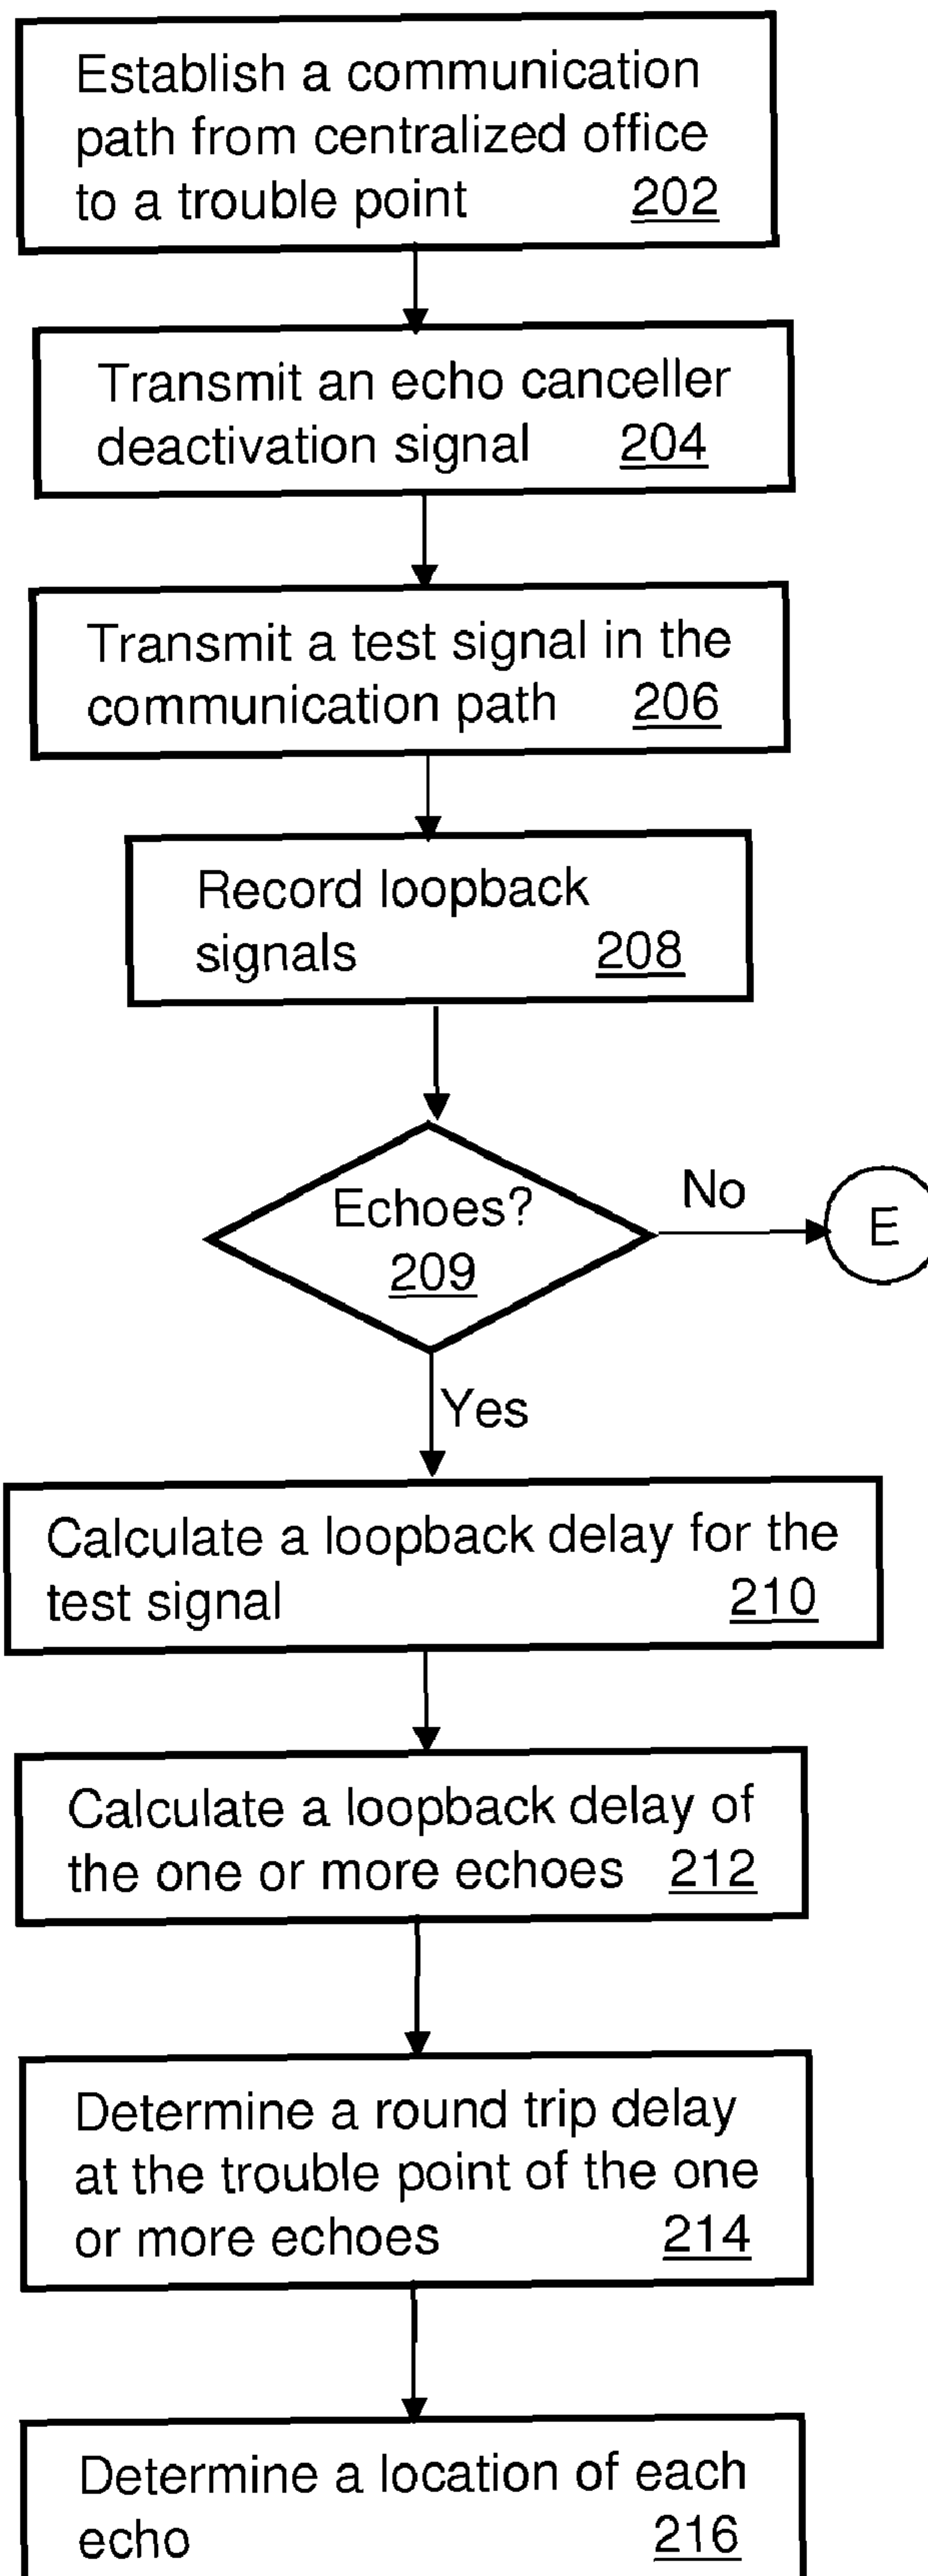 Establish a communication
path from centralized office
to a trouble point 202
Transmit an echo canceller
deactivation signal 204
Transmit a test signal in the
communication path 206
Record loopback
signals 208
Echoes?
209
No
E
Yes
Calculate a loopback delay for the
test signal 210
Calculate a loopback delay of
the one or more echoes 212
Determine a round trip delay
at the trouble point of the one
or more echoes 214
Determine a location of each
echo 216